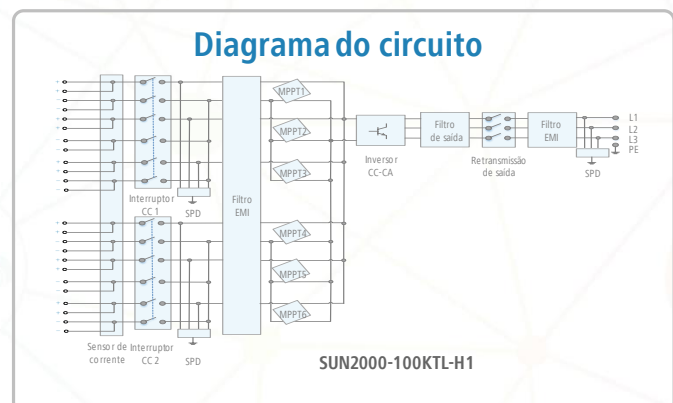 Diagrama do circuito
MPPT1
MPPT2
MPPT3
MPPT4
MPPT5
MPPT6
Filtro
EMI
Interruptor
CC 1
SPD
Sensor de
corrente
Interruptor
CC 2
SPD
Inversor
CC-CA
Filtro
de saída
Retransmissão
de saída
Filtro
EMI
SPD
L1
L2
L3
PE
SUN2000-100KTL-H1